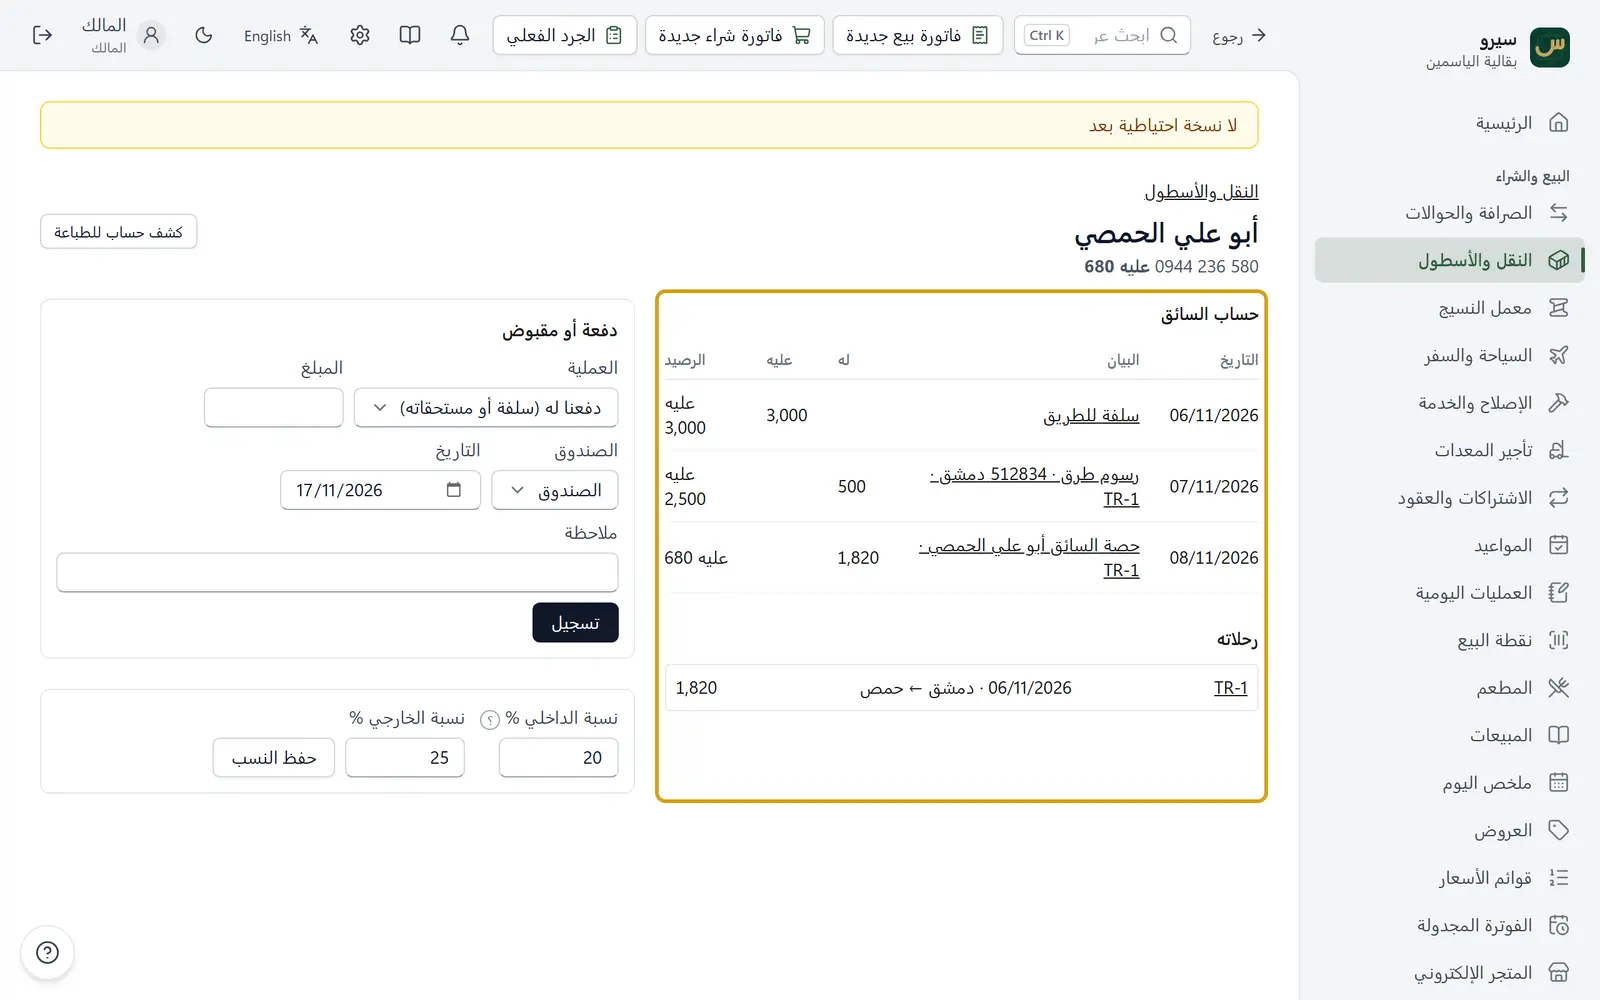 سيرو
بقالية الياسمين
رجوع
ابحث عر
Ctrl K
فاتورة بيع جديدة
فاتورة شراء جديدة
الجرد الفعلي
English
المالك
المالك
الرئيسية
البيع والشراء
الصرافة والحوالات
النقل والأسطول
معمل النسيج
السياحة والسفر
الإصلاح والخدمة
تأجير المعدات
الاشتراكات والعقود
المواعيد
العمليات اليومية
نقطة البيع
المطعم
المبيعات
ملخص اليوم
العروض
قوائم الأسعار
الفوترة المجدولة
المتجر الإلكتروني
لا نسخة احتياطية بعد
النقل والأسطول
أبو علي الحمصي
0944 236 580 عليه 680
كشف حساب للطباعة
حساب السائق
التاريخ البيان له عليه الرصيد
06/11/2026 سلفة للطريق 3,000 عليه 3,000
07/11/2026 رسوم طرق · 512834 دمشق · TR-1 500 عليه 2,500
08/11/2026 حصة السائق أبو علي الحمصي · TR-1 1,820 عليه 680
رحلاته
TR-1 06/11/2026 · دمشق ← حمص 1,820
دفعة أو مقبوض
العملية المبلغ
دفعنا له (سلفة أو مستحقاته)
الصندوق التاريخ
الصندوق 17/11/2026
ملاحظة
تسجيل
نسبة الداخلي % ؟ نسبة الخارجي %
20 25 حفظ النسب
?